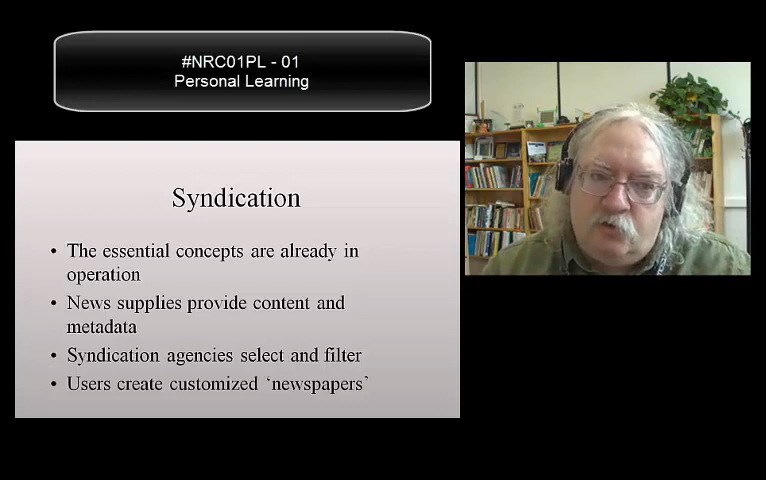 #NRC01PL - 01
Personal Learning
Syndication
• The essential concepts are already in
operation
• News supplies provide content and
metadata
• Syndication agencies select and filter
• Users create customized ‘newspapers’